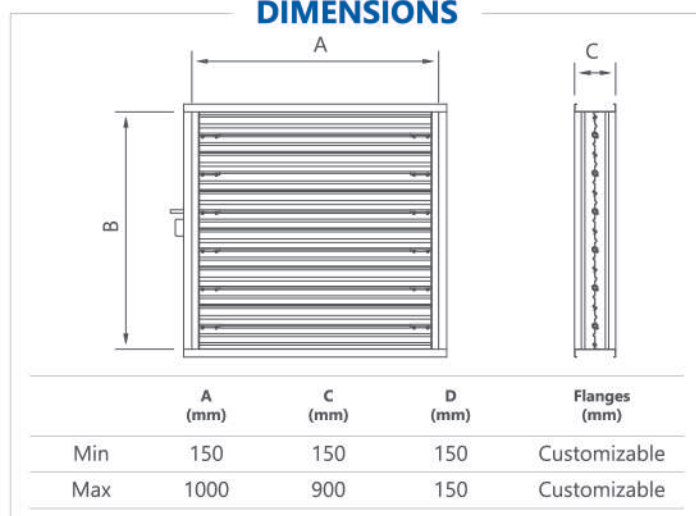 DIMENSIONS
A
C
B
A (mm) C (mm) D (mm) Flanges (mm)
Min 150 150 150 Customizable
Max 1000 900 150 Customizable